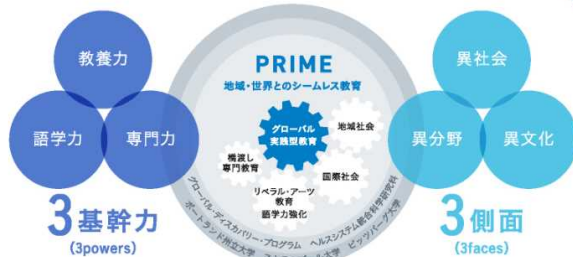 教養力
語学力
専門力
3基幹力
(3powers)
PRIME
地域・世界とのシームレス教育
グローバル
実践型教育
地域社会
橋渡し
専門教育
国際社会
リベラル・アーツ
教育
語学力強化
グローバル・ディスカバリー・プログラム ヘルスシステム統合科学研究科
ポートランド州立大学
ピッツバーグ大学
異社会
異分野
異文化
3側面
(3faces)